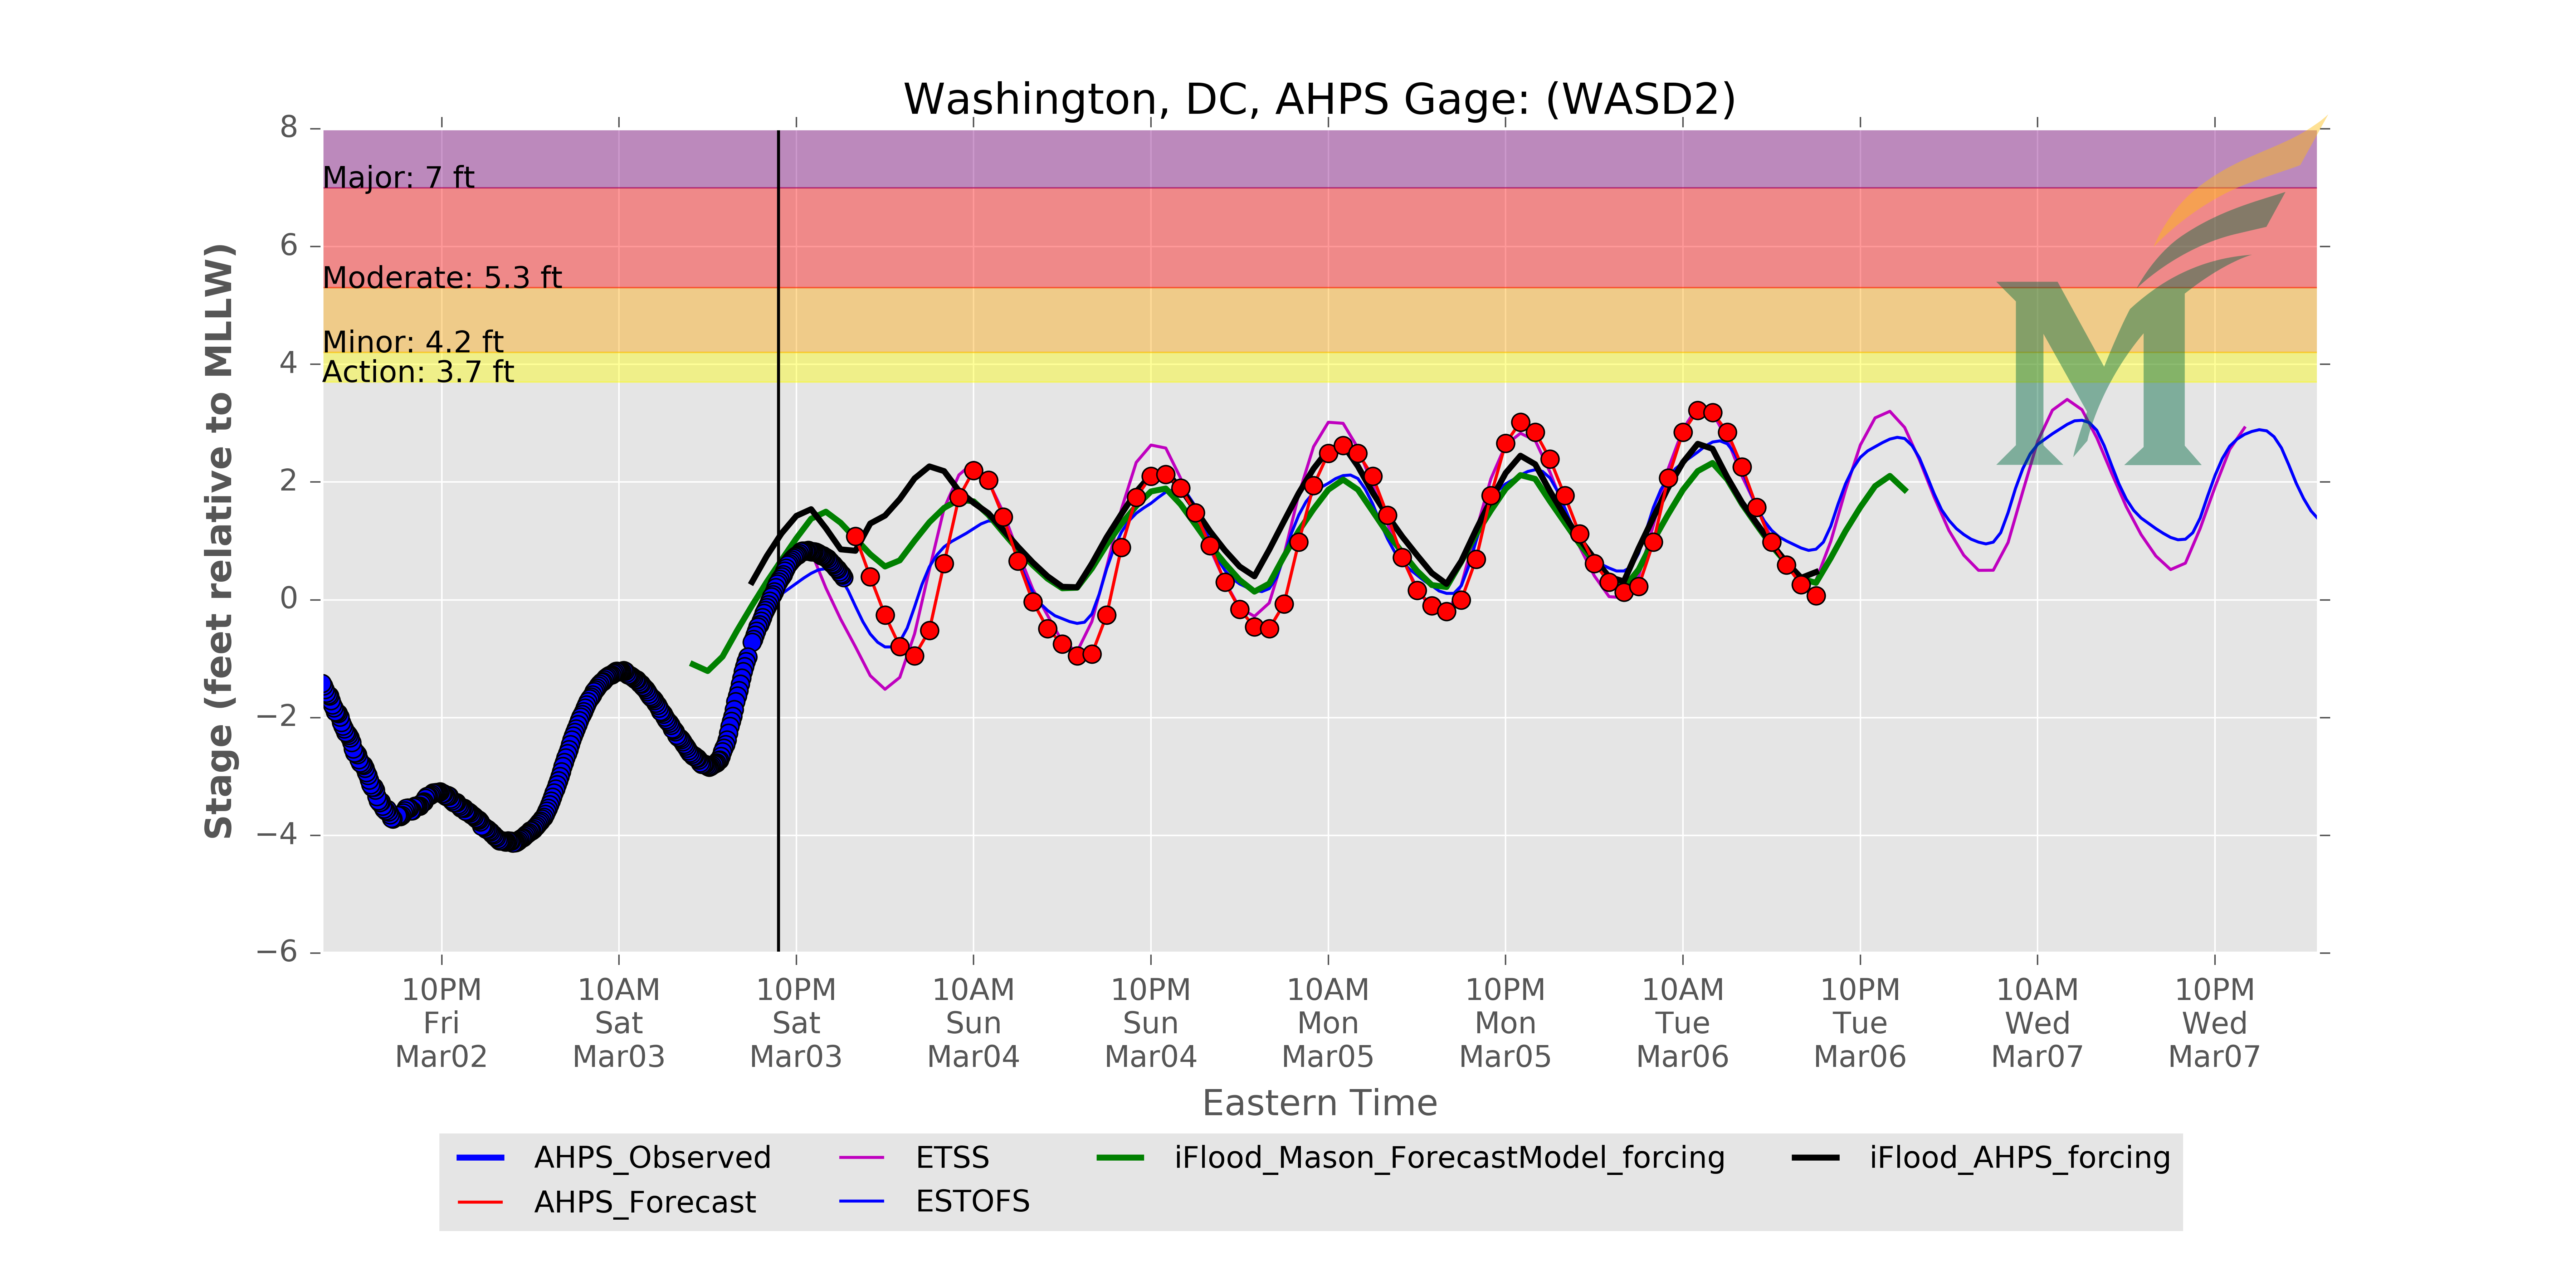 Washington, DC, AHPS Gage: (WASD2)
8
6
4
2
0
−2
−4
−6
Stage (feet relative to MLLW)
Major: 7 ft
Moderate: 5.3 ft
Minor: 4.2 ft
Action: 3.7 ft
M
10PM Fri Mar02
10AM Sat Mar03
10PM Sat Mar03
10AM Sun Mar04
10PM Sun Mar04
10AM Mon Mar05
10PM Mon Mar05
10AM Tue Mar06
10PM Tue Mar06
10AM Wed Mar07
10PM Wed Mar07
Eastern Time
AHPS_Observed
AHPS_Forecast
ETSS
ESTOFS
iFlood_Mason_ForecastModel_forcing
iFlood_AHPS_forcing